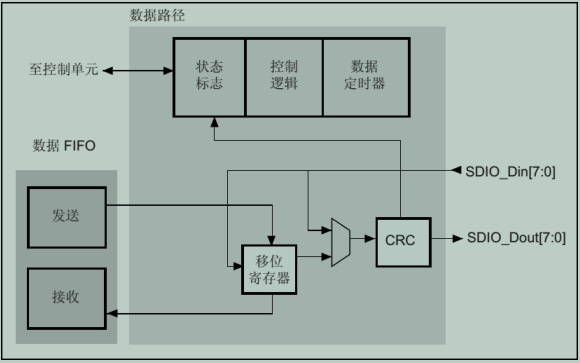 数据路径
至控制单元
状态
标志
控制
逻辑
数据
定时器
数据 FIFO
SDIO_Din[7:0]
发送
CRC
SDIO_Dout[7:0]
移位
寄存器
接收